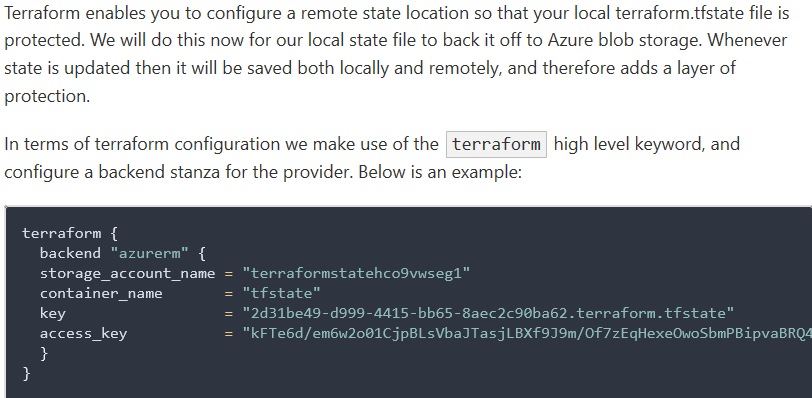 Terraform enables you to configure a remote state location so that your local terraform.tfstate file is
protected. We will do this now for our local state file to back it off to Azure blob storage. Whenever
state is updated then it will be saved both locally and remotely, and therefore adds a layer of
protection.
In terms of terraform configuration we make use of the terraform high level keyword, and
configure a backend stanza for the provider. Below is an example:
terraform {
  backend "azurerm" {
  storage_account_name = "terraformstatehco9vwseg1"
  container_name       = "tfstate"
  key                  = "2d31be49-d999-4415-bb65-8aec2c90ba62.terraform.tfstate"
  access_key           = "kFTe6d/em6w2o01CjpBLsVbaJTasjLBXf9J9m/Of7zEqHexeOwoSbmPBipvaBRQ4
  }
}